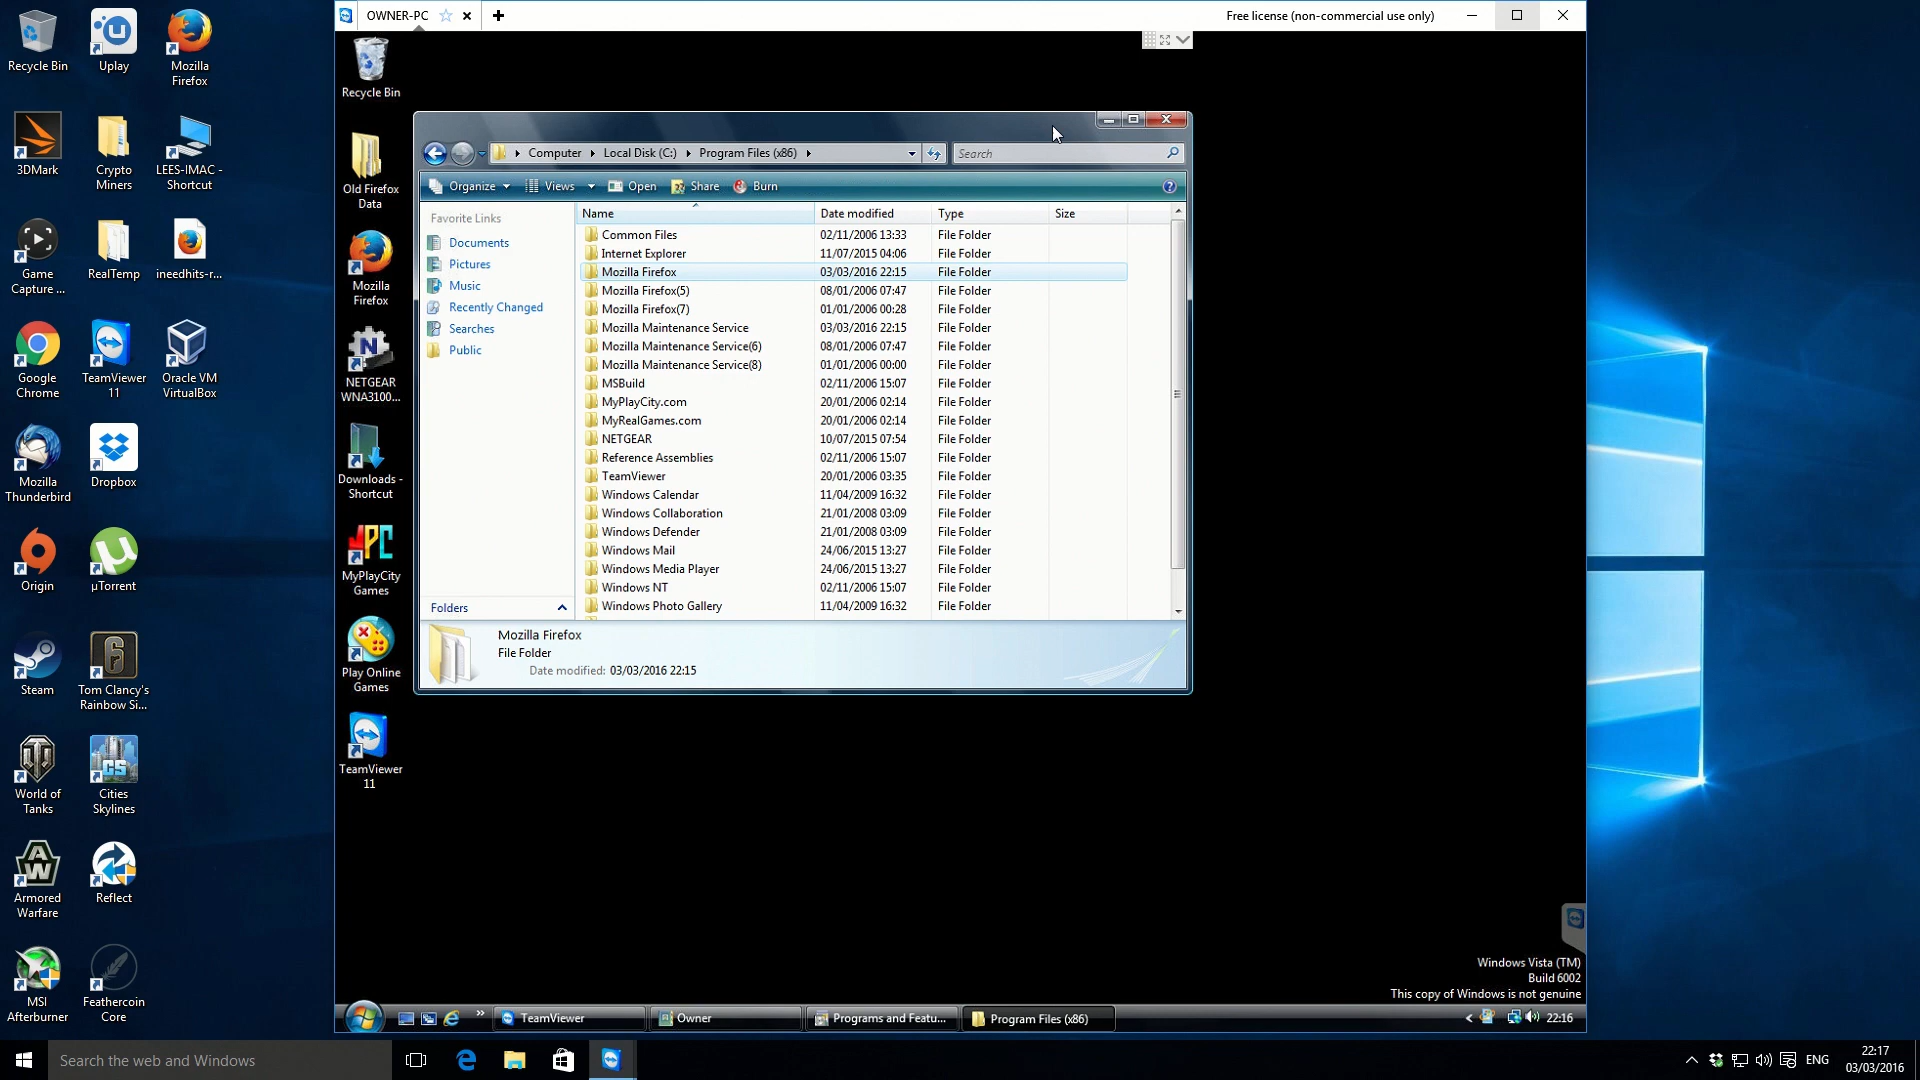 Recycle Bin
Uplay
Mozilla
Firefox
3DMark
Crypto
Miners
LEES-IMAC -
Shortcut
Game
Capture ...
RealTemp
ineedhits-r...
Google
Chrome
TeamViewer
11
Oracle VM
VirtualBox
Mozilla
Thunderbird
Dropbox
Origin
µTorrent
Steam
Tom Clancy's
Rainbow Si...
World of
Tanks
Cities
Skylines
Armored
Warfare
Reflect
MSI
Afterburner
Feathercoin
Core
OWNER-PC
Free license (non-commercial use only)
Recycle Bin
Old Firefox
Data
Mozilla
Firefox
NETGEAR
WNA3100...
Downloads -
Shortcut
MyPlayCity
Games
Play Online
Games
TeamViewer
11
Computer Local Disk (C:) Program Files (x86)
Search
Organize Views Open Share Burn
Favorite Links
Documents
Pictures
Music
Recently Changed
Searches
Public
Folders
Name Date modified Type Size
Common Files 02/11/2006 13:33 File Folder
Internet Explorer 11/07/2015 04:06 File Folder
Mozilla Firefox 03/03/2016 22:15 File Folder
Mozilla Firefox(5) 08/01/2006 07:47 File Folder
Mozilla Firefox(7) 01/01/2006 00:28 File Folder
Mozilla Maintenance Service 03/03/2016 22:15 File Folder
Mozilla Maintenance Service(6) 08/01/2006 07:47 File Folder
Mozilla Maintenance Service(8) 01/01/2006 00:00 File Folder
MSBuild 02/11/2006 15:07 File Folder
MyPlayCity.com 20/01/2006 02:14 File Folder
MyRealGames.com 20/01/2006 02:14 File Folder
NETGEAR 10/07/2015 07:54 File Folder
Reference Assemblies 02/11/2006 15:07 File Folder
TeamViewer 20/01/2006 03:35 File Folder
Windows Calendar 11/04/2009 16:32 File Folder
Windows Collaboration 21/01/2008 03:09 File Folder
Windows Defender 21/01/2008 03:09 File Folder
Windows Mail 24/06/2015 13:27 File Folder
Windows Media Player 24/06/2015 13:27 File Folder
Windows NT 02/11/2006 15:07 File Folder
Windows Photo Gallery 11/04/2009 16:32 File Folder
Mozilla Firefox
File Folder
Date modified: 03/03/2016 22:15
Windows Vista (TM)
Build 6002
This copy of Windows is not genuine
TeamViewer
Owner
Programs and Featu...
Program Files (x86)
22:16
Search the web and Windows
ENG
22:17
03/03/2016